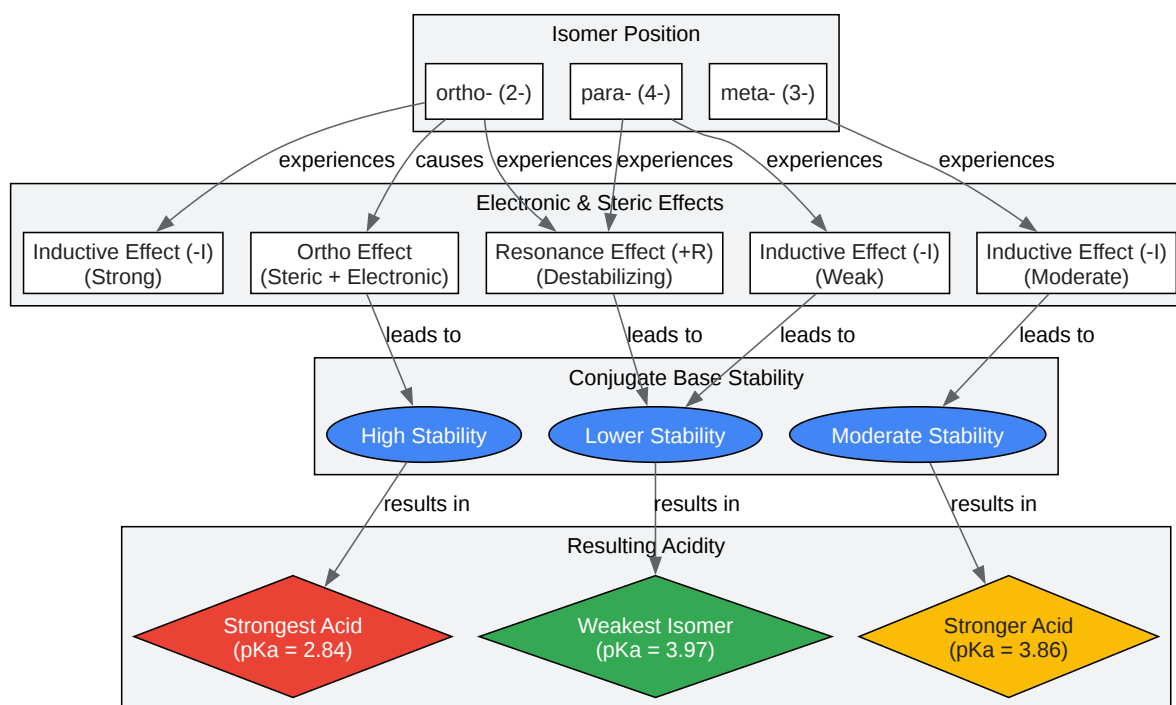 Isomer Position
ortho- (2-)
para- (4-)
meta- (3-)
experiences
causes
experiences
experiences
experiences
experiences
Electronic & Steric Effects
Inductive Effect (-I)
(Strong)
Ortho Effect
(Steric + Electronic)
Resonance Effect (+R)
(Destabilizing)
Inductive Effect (-I)
(Weak)
Inductive Effect (-I)
(Moderate)
leads to
leads to
leads to
leads to
Conjugate Base Stability
High Stability
Lower Stability
Moderate Stability
results in
results in
results in
Resulting Acidity
Strongest Acid
(pKa = 2.84)
Weakest Isomer
(pKa = 3.97)
Stronger Acid
(pKa = 3.86)